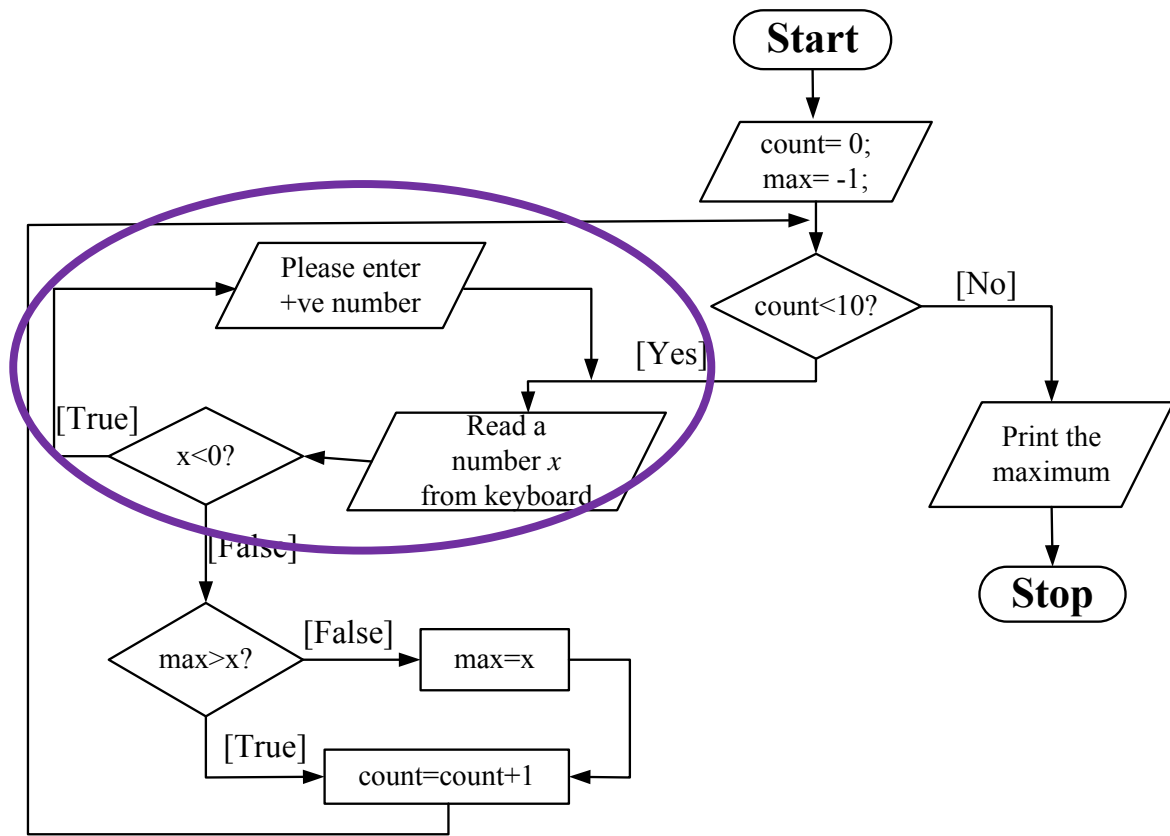 Start
count= 0;
max= -1;
count<10?
[No]
Print the
maximum
Stop
[Yes]
Please enter
+ve number
Read a
number x
from keyboard
x<0?
[True]
[False]
max>x?
[False]
max=x
[True]
count=count+1